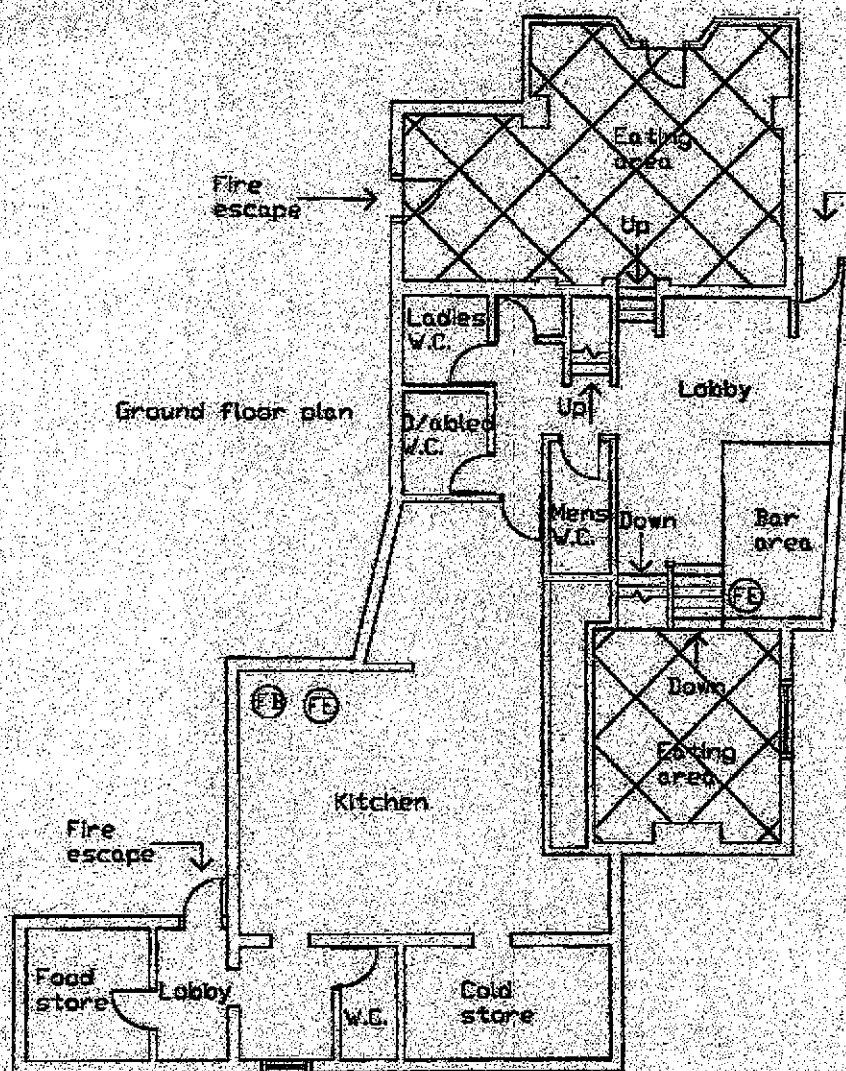 Eating
area
Fire
escape
Up
Ladies
W.C.
Lobby
Ground floor plan
D/abled
W.C.
Up
Mens
W.C.
Down
Bar
area
FE
Down
FB
FE
Eating
area
Kitchen
Fire
escape
Food
store
Lobby
W.C.
Cold
store